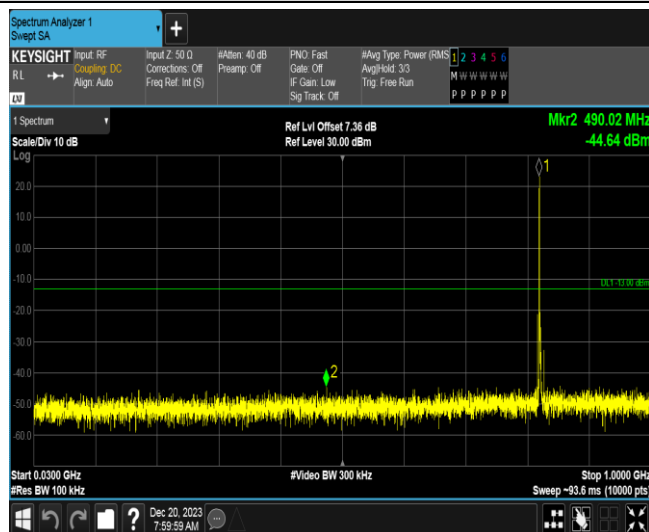 Spectrum Analyzer 1
Swept SA
+
KEYSIGHT
RL
LXI
Input: RF
Coupling: DC
Align: Auto
Input Z: 50 Ω
Corrections: Off
Freq Ref: Int (S)
#Atten: 40 dB
Preamp: Off
PNO: Fast
Gate: Off
IF Gain: Low
Sig Track: Off
#Avg Type: Power (RMS
Avg|Hold: 3/3
Trig: Free Run
1 2 3 4 5 6
M W W W W W
P P P P P P
1 Spectrum
Scale/Div 10 dB
Log
Ref Lvl Offset 7.36 dB
Ref Level 30.00 dBm
Mkr2 490.02 MHz
-44.64 dBm
1
20.0
10.0
0.00
-10.0
DL1 -13.00 dBm
-20.0
-30.0
-40.0
2
-50.0
-60.0
Start 0.0300 GHz
#Res BW 100 kHz
#Video BW 300 kHz
Stop 1.0000 GHz
Sweep ~93.6 ms (10000 pts)
?
Dec 20, 2023
7:59:59 AM